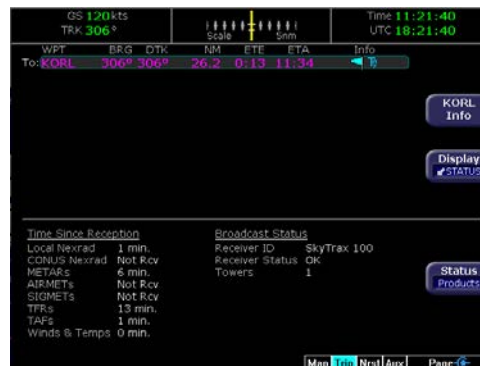 GS 120kts
TRK 306°
Scale 5nm
Time 11:21:40
UTC 18:21:40
WPT BRG DTK NM ETE ETA Info
To: KORL 306° 306° 26.2 0:13 11:34
KORL
Info
Display
STATUS
Time Since Reception
Local Nexrad 1 min.
CONUS Nexrad Not Rcv
METARs 6 min.
AIRMETs Not Rcv
SIGMETs Not Rcv
TFRs 13 min.
TAFs 1 min.
Winds & Temps 0 min.
Broadcast Status
Receiver ID SkyTrax 100
Receiver Status OK
Towers 1
Status
Products
Map Trip Nrst Aux Page